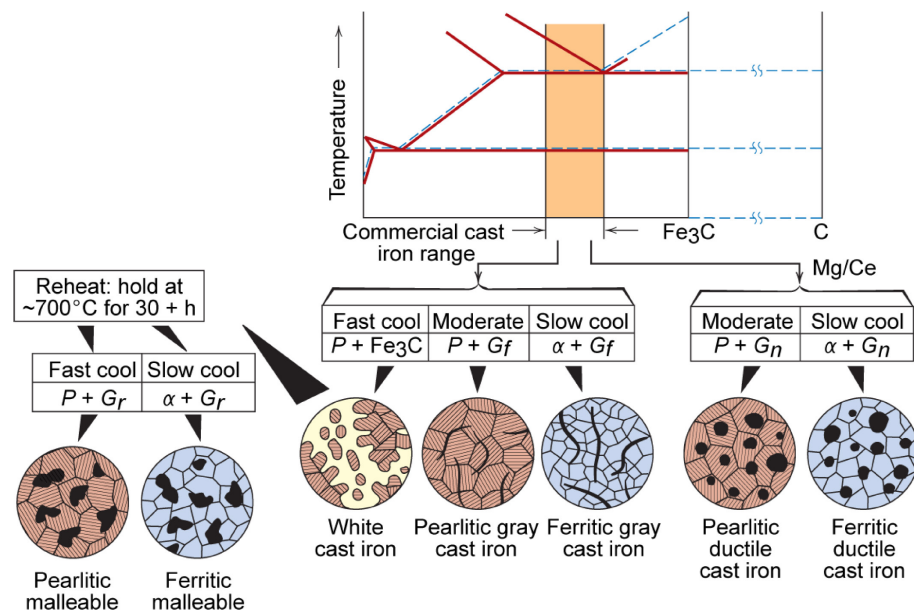 Temperature
Commercial cast
iron range
Fe₃C
C
Mg/Ce
Reheat: hold at
~700°C for 30 + h
Fast cool
Slow cool
P + Gr
α + Gr
Fast cool
Moderate
Slow cool
P + Fe₃C
P + Gf
α + Gf
Moderate
Slow cool
P + Gn
α + Gn
White
cast iron
Pearlitic gray
cast iron
Ferritic gray
cast iron
Pearlitic
ductile
cast iron
Ferritic
ductile
cast iron
Pearlitic
malleable
Ferritic
malleable